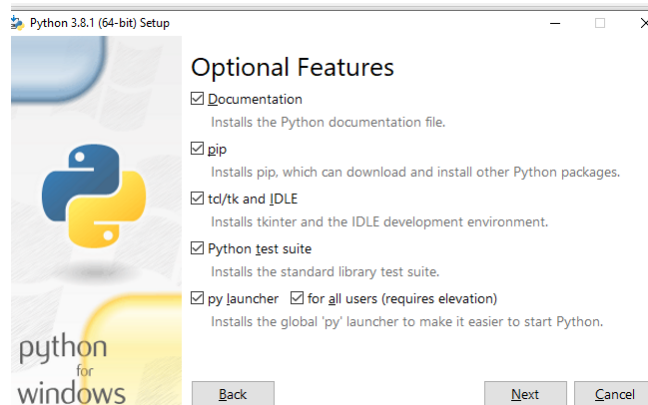 Python 3.8.1 (64-bit) Setup
Optional Features
Documentation
Installs the Python documentation file.
pip
Installs pip, which can download and install other Python packages.
tcl/tk and IDLE
Installs tkinter and the IDLE development environment.
Python test suite
Installs the standard library test suite.
py launcher for all users (requires elevation)
Installs the global 'py' launcher to make it easier to start Python.
python
for
windows
Back Next Cancel